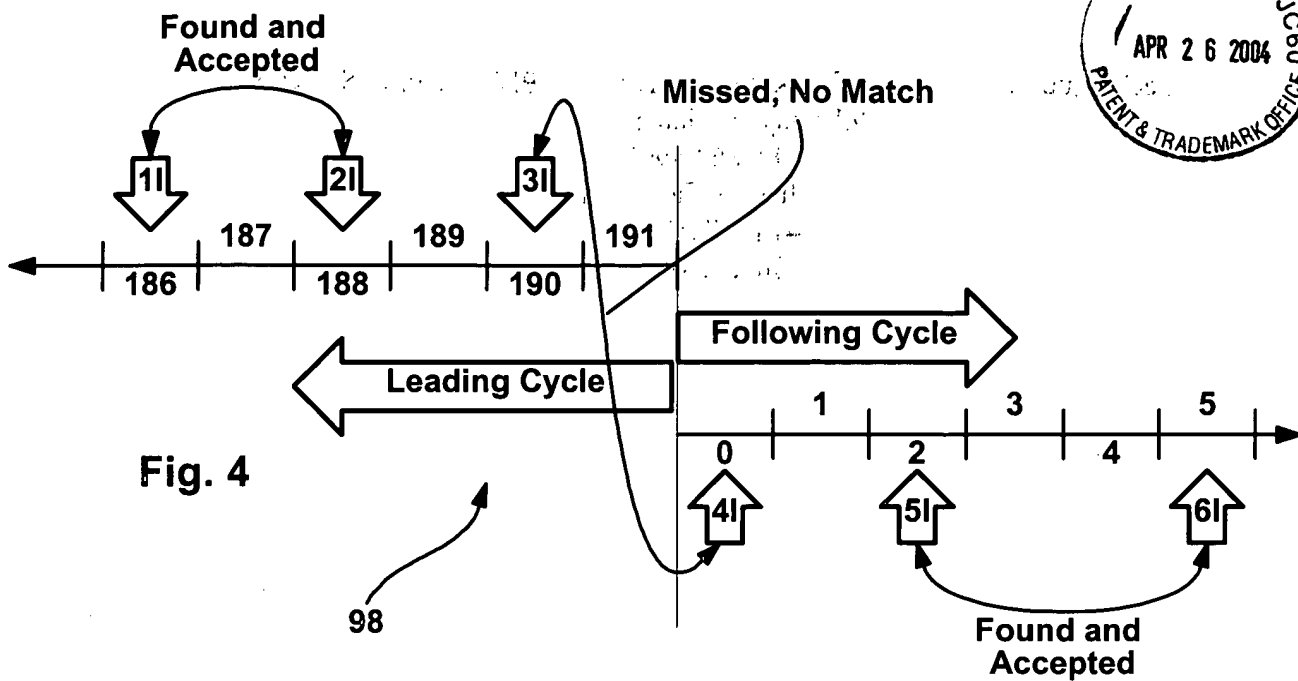 Found and
Accepted
APR 26 2004
PATENT & TRADEMARK OFFICE
Missed, No Match
1I 2I 3I
187 189 191
186 188 190
Following Cycle
Leading Cycle
1 3 5
0 2 4
Fig. 4
4I 5I 6I
98
Found and
Accepted